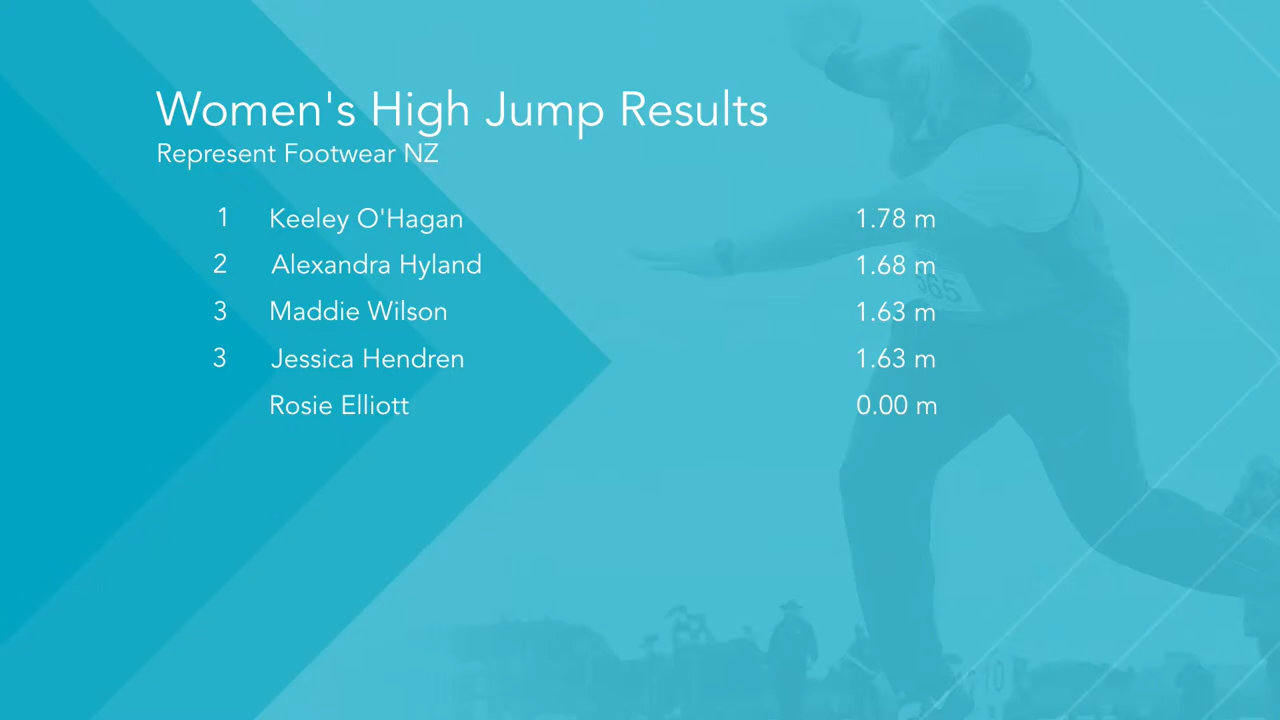 Women's High Jump Results
Represent Footwear NZ
1 Keeley O'Hagan 1.78 m
2 Alexandra Hyland 1.68 m
3 Maddie Wilson 1.63 m
3 Jessica Hendren 1.63 m
Rosie Elliott 0.00 m